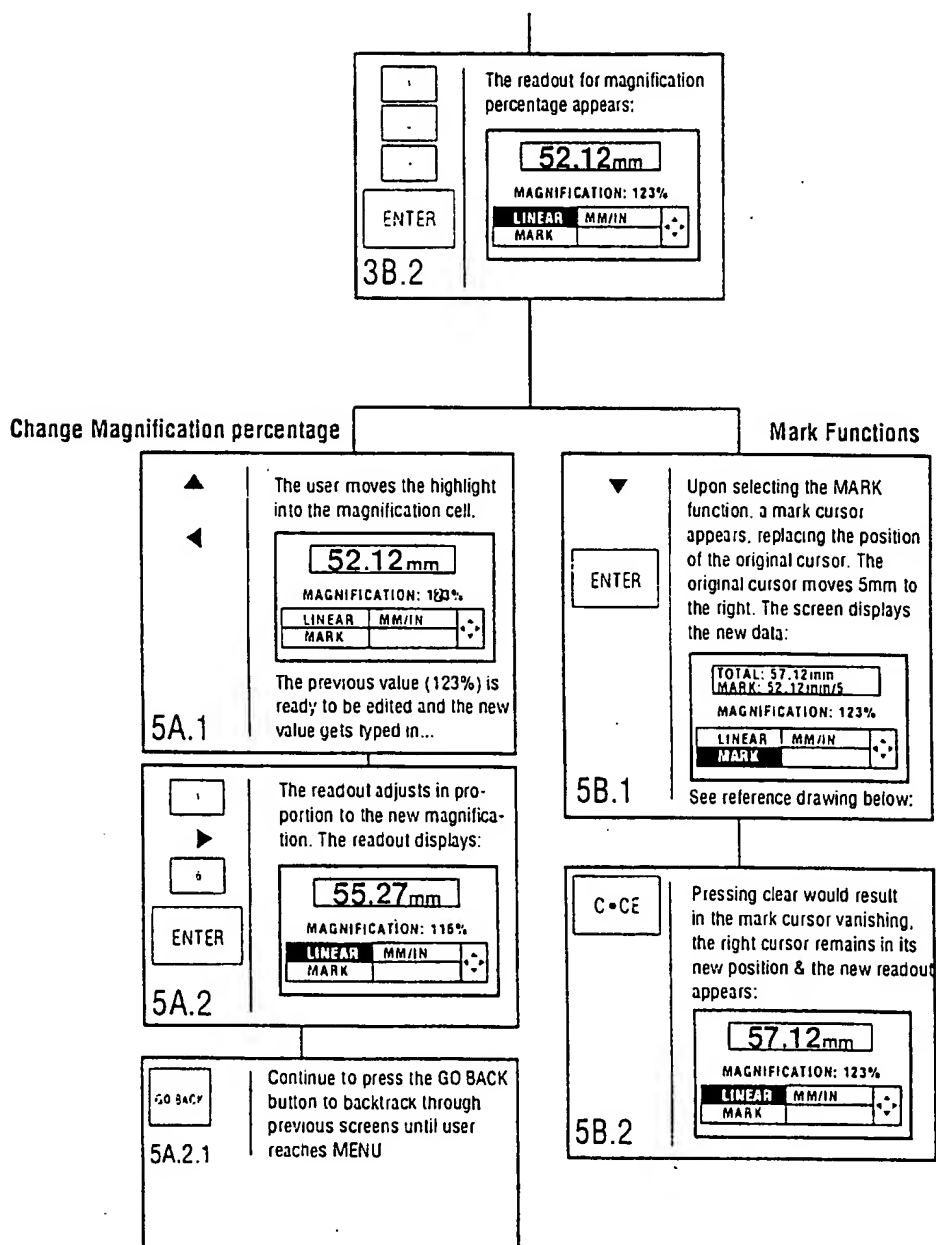 ENTER
3B.2
The readout for magnification
percentage appears:
52.12mm
MAGNIFICATION: 123%
LINEAR MM/IN
MARK
Change Magnification percentage
The user moves the highlight
into the magnification cell.
52.12mm
MAGNIFICATION: 123%
LINEAR MM/IN
MARK
The previous value (123%) is
ready to be edited and the new
value gets typed in...
5A.1
1
6
ENTER
5A.2
The readout adjusts in pro-
portion to the new magnifica-
tion. The readout displays:
55.27mm
MAGNIFICATION: 116%
LINEAR MM/IN
MARK
GO BACK
5A.2.1
Continue to press the GO BACK
button to backtrack through
previous screens until user
reaches MENU
Mark Functions
ENTER
5B.1
Upon selecting the MARK
function, a mark cursor
appears, replacing the position
of the original cursor. The
original cursor moves 5mm to
the right. The screen displays
the new data:
TOTAL: 57.12mm
MARK: 52.12mm/5
MAGNIFICATION: 123%
LINEAR MM/IN
MARK
See reference drawing below:
C•CE
5B.2
Pressing clear would result
in the mark cursor vanishing,
the right cursor remains in its
new position & the new readout
appears:
57.12mm
MAGNIFICATION: 123%
LINEAR MM/IN
MARK